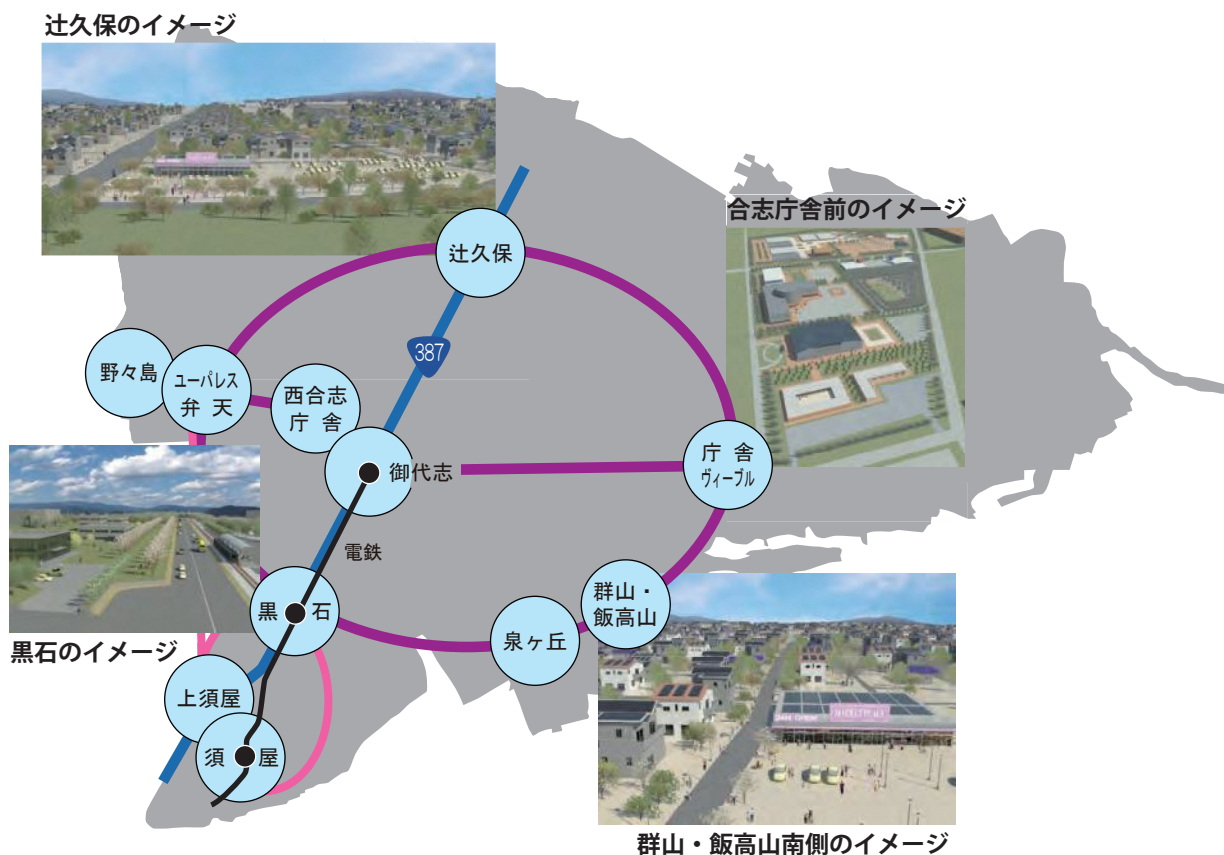 辻久保のイメージ
合志庁舎前のイメージ
辻久保
387
野々島
ユーパレス
弁天
西合志
庁舎
御代志
庁舎
ヴィーブル
電鉄
黒石
群山・
飯高山
泉ヶ丘
黒石のイメージ
上須屋
須屋
24H OPEN
群山・飯高山南側のイメージ